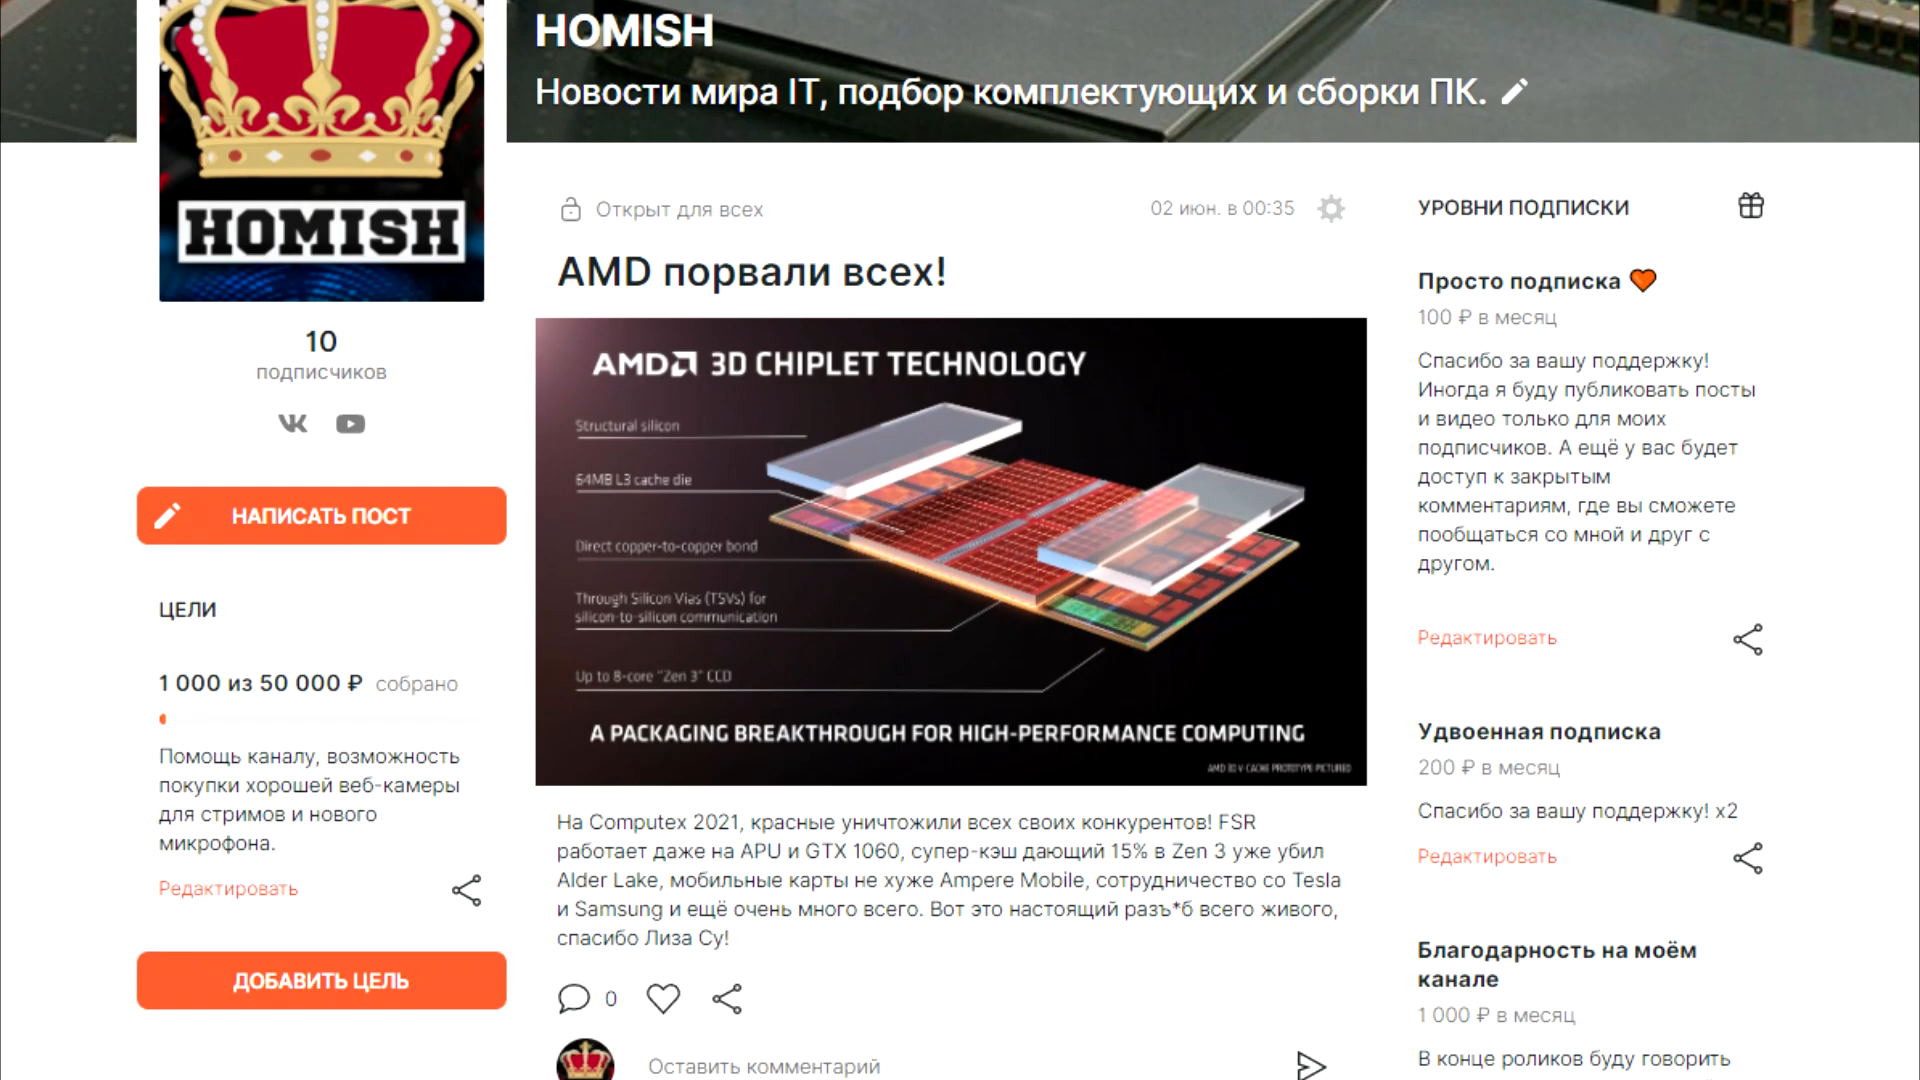 HOMISH
Новости мира IT, подбор комплектующих и сборки ПК.
HOMISH
10
подписчиков
НАПИСАТЬ ПОСТ
ЦЕЛИ
1 000 из 50 000 ₽ собрано
Помощь каналу, возможность
покупки хорошей веб-камеры
для стримов и нового
микрофона.
Редактировать
ДОБАВИТЬ ЦЕЛЬ
Открыт для всех
02 июн. в 00:35
AMD порвали всех!
AMD 3D CHIPLET TECHNOLOGY
Structural silicon
64MB L3 cache die
Direct copper-to-copper bond
Through Silicon Vias (TSVs) for
silicon-to-silicon communication
Up to 8-core "Zen 3" CCD
A PACKAGING BREAKTHROUGH FOR HIGH-PERFORMANCE COMPUTING
AMD 3D V-CACHE PROTOTYPE PICTURED
На Computex 2021, красные уничтожили всех своих конкурентов! FSR
работает даже на APU и GTX 1060, супер-кэш дающий 15% в Zen 3 уже убил
Alder Lake, мобильные карты не хуже Ampere Mobile, сотрудничество со Tesla
и Samsung и ещё очень много всего. Вот это настоящий разъ*б всего живого,
спасибо Лиза Су!
0
Оставить комментарий
УРОВНИ ПОДПИСКИ
Просто подписка
100 ₽ в месяц
Спасибо за вашу поддержку!
Иногда я буду публиковать посты
и видео только для моих
подписчиков. А ещё у вас будет
доступ к закрытым
комментариям, где вы сможете
пообщаться со мной и друг с
другом.
Редактировать
Удвоенная подписка
200 ₽ в месяц
Спасибо за вашу поддержку! x2
Редактировать
Благодарность на моём
канале
1 000 ₽ в месяц
В конце роликов буду говорить